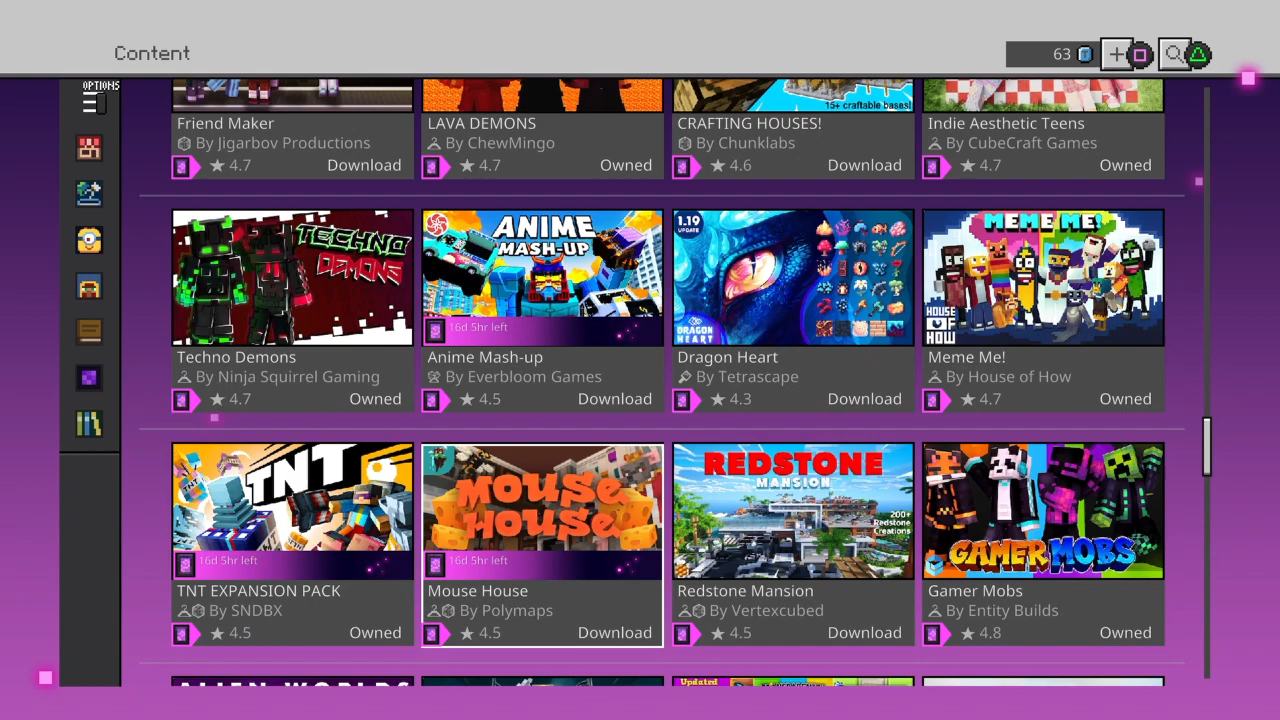 Content
63
OPTIONS
15+ craftable bases!
Friend Maker
By Jigarbov Productions
4.7
Download
LAVA DEMONS
By ChewMingo
4.7
Owned
CRAFTING HOUSES!
By Chunklabs
4.6
Download
Indie Aesthetic Teens
By CubeCraft Games
4.7
Owned
TECHNO
DEMONS
Techno Demons
By Ninja Squirrel Gaming
4.7
Owned
ANIME
MASH-UP
16d 5hr left
Anime Mash-up
By Everbloom Games
4.5
Download
1.19
UPDATE
DRAGON
HEART
Dragon Heart
By Tetrascape
4.3
Download
MEME ME!
HOUSE
OF
HOW
Meme Me!
By House of How
4.7
Owned
TNT
16d 5hr left
TNT EXPANSION PACK
By SNDBX
4.5
Owned
MOUSE
HOUSE
16d 5hr left
Mouse House
By Polymaps
4.5
Download
REDSTONE
MANSION
200+
Redstone
Creations
Redstone Mansion
By Vertexcubed
4.5
Download
GAMER MOBS
Gamer Mobs
By Entity Builds
4.8
Owned
ALIEN WORLDS
Updated